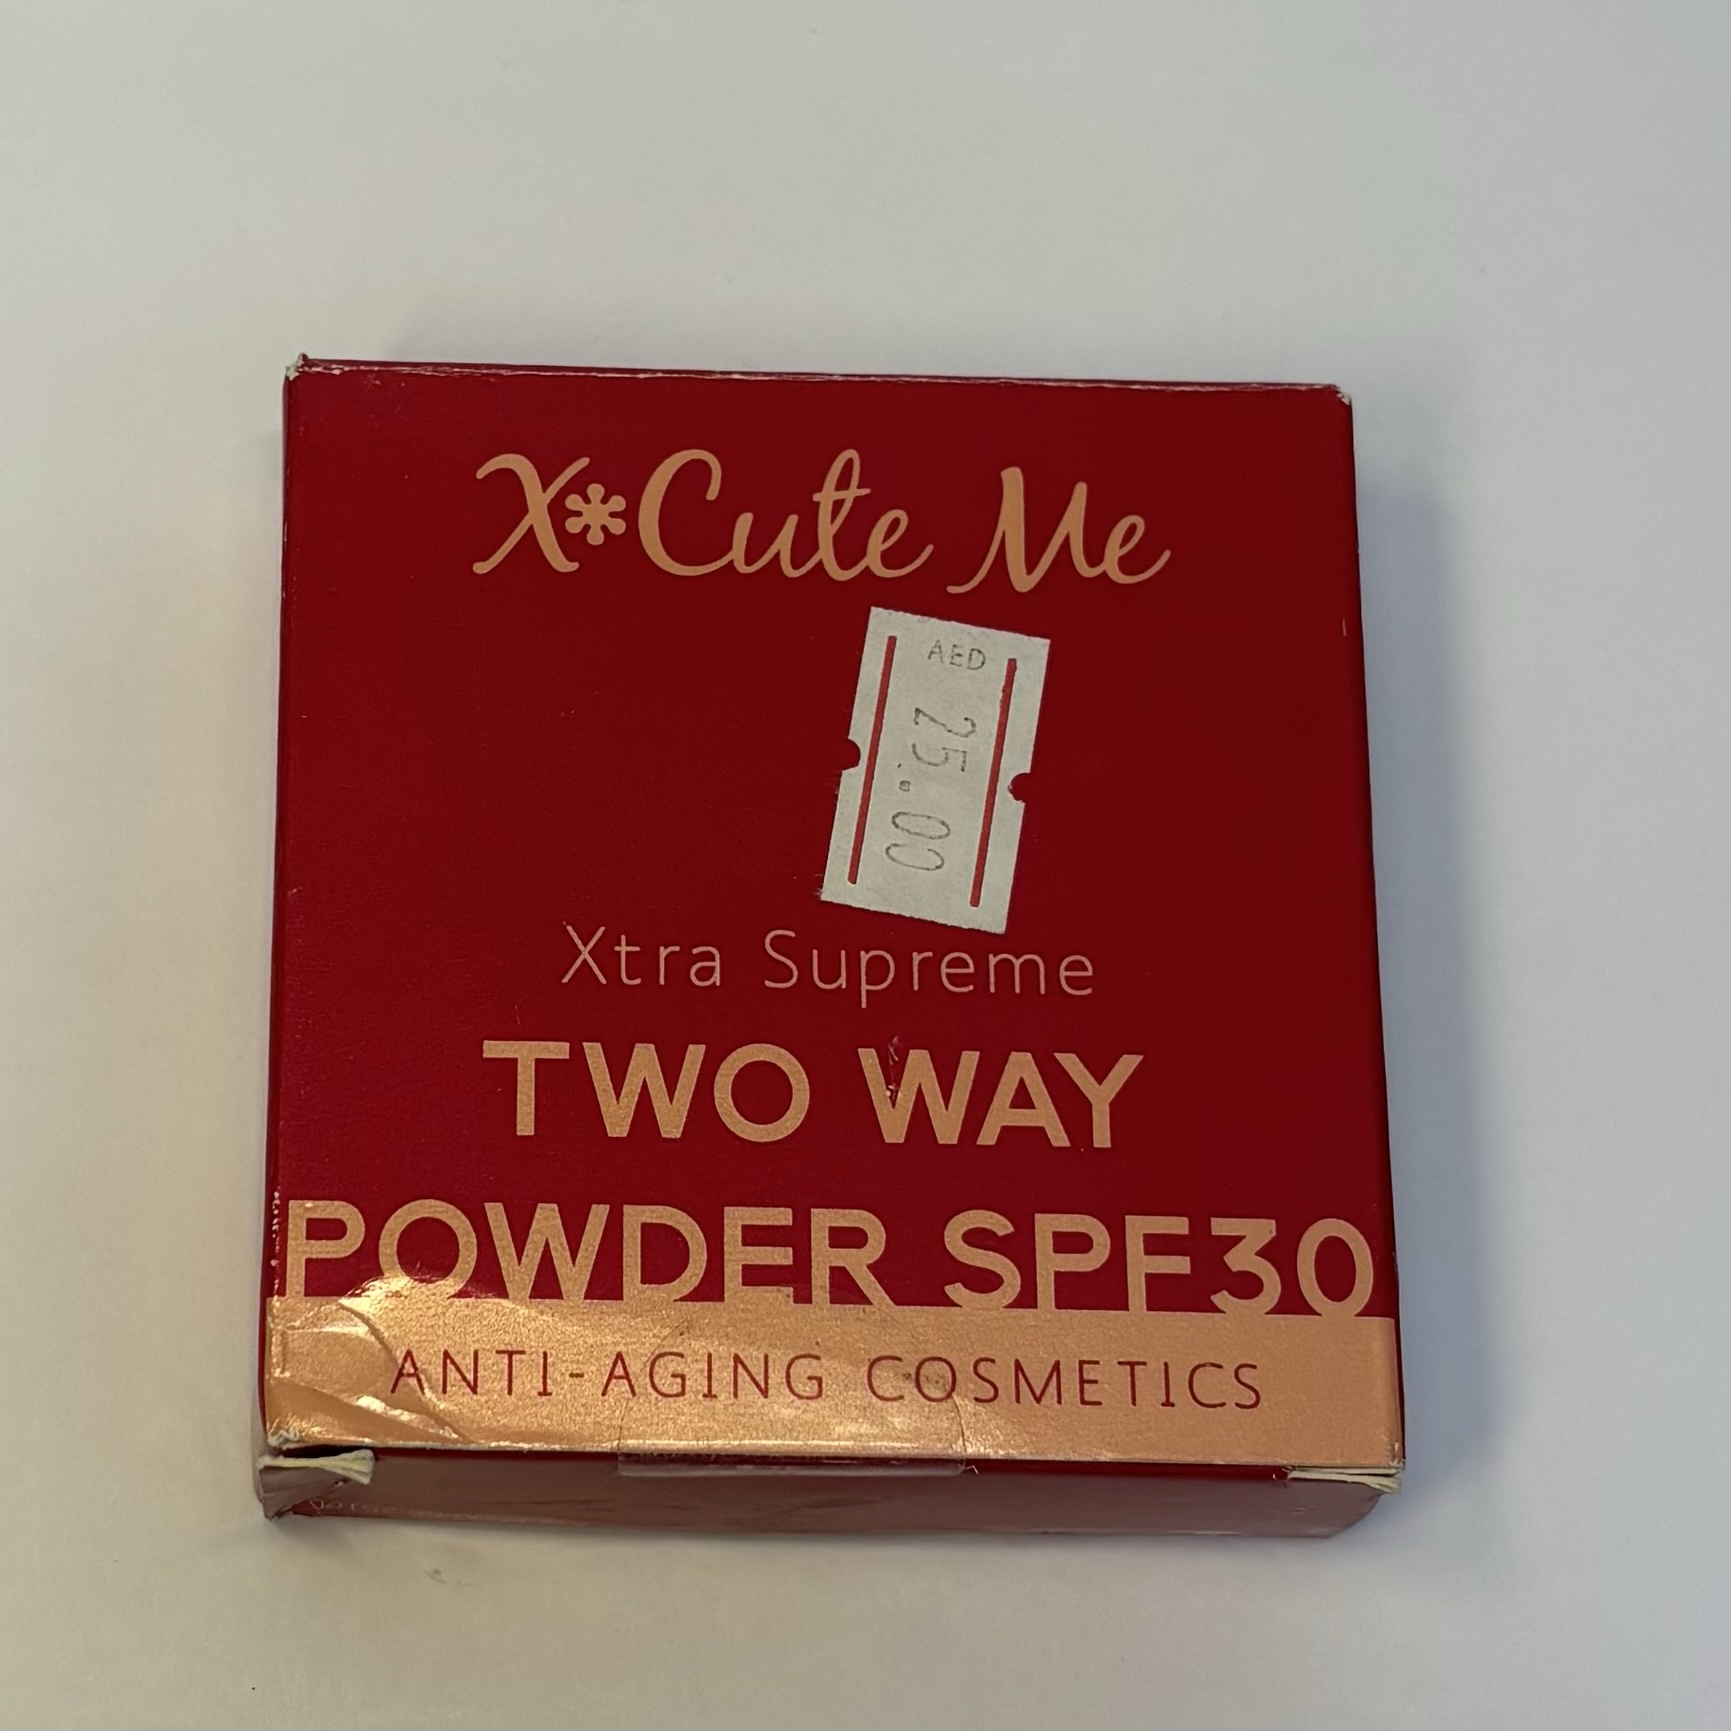 X*Cute Me
AED
25.00
Xtra Supreme
TWO WAY
POWDER SPF30
ANTI-AGING COSMETICS